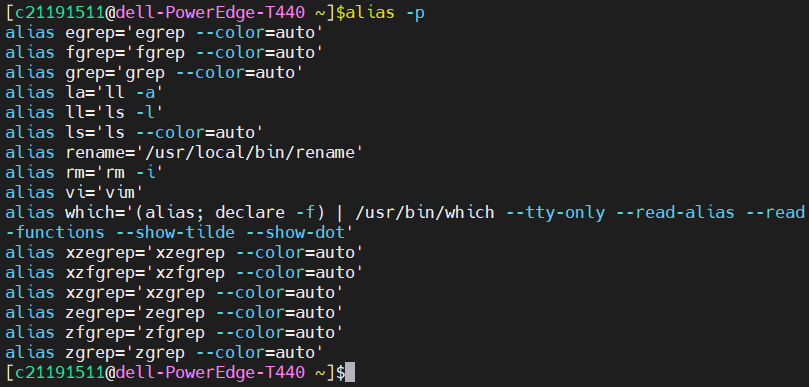 [c21191511@dell-PowerEdge-T440 ~]$alias -p
alias egrep='egrep --color=auto'
alias fgrep='fgrep --color=auto'
alias grep='grep --color=auto'
alias la='ll -a'
alias ll='ls -l'
alias ls='ls --color=auto'
alias rename='/usr/local/bin/rename'
alias rm='rm -i'
alias vi='vim'
alias which='(alias; declare -f) | /usr/bin/which --tty-only --read-alias --read
-functions --show-tilde --show-dot'
alias xzegrep='xzegrep --color=auto'
alias xzfgrep='xzfgrep --color=auto'
alias xzgrep='xzgrep --color=auto'
alias zegrep='zegrep --color=auto'
alias zfgrep='zfgrep --color=auto'
alias zgrep='zgrep --color=auto'
[c21191511@dell-PowerEdge-T440 ~]$